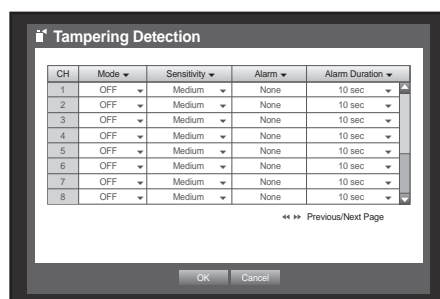 Tampering Detection
CH Mode Sensitivity Alarm Alarm Duration
1 OFF Medium None 10 sec
2 OFF Medium None 10 sec
3 OFF Medium None 10 sec
4 OFF Medium None 10 sec
5 OFF Medium None 10 sec
6 OFF Medium None 10 sec
7 OFF Medium None 10 sec
8 OFF Medium None 10 sec
Previous/Next Page
OK Cancel